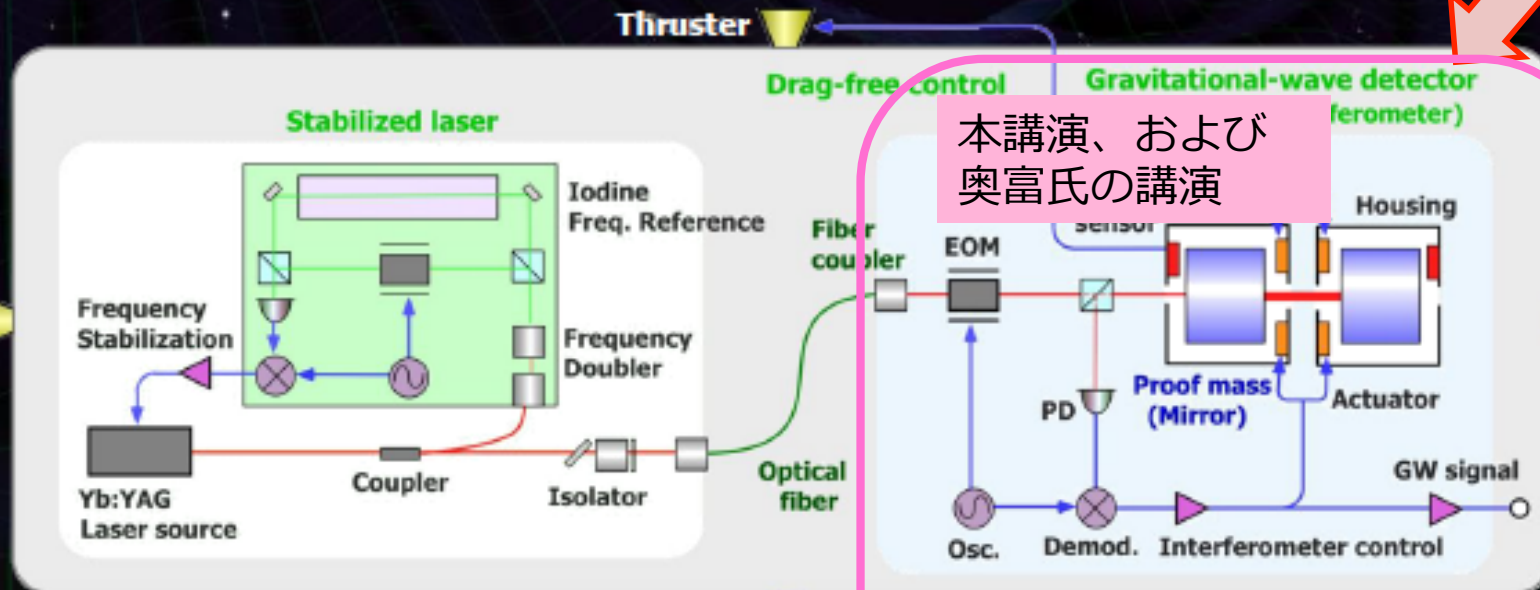 Thruster
Drag-free control
Gravitational-wave detector
ferometer)
本講演、および
奥富氏の講演
Stabilized laser
Iodine
Freq. Reference
Frequency
Stabilization
Frequency
Doubler
Yb:YAG
Laser source
Coupler
Isolator
Fiber
coupler
Optical
fiber
EOM
sensor
Housing
PD
Proof mass
(Mirror)
Actuator
GW signal
Osc.
Demod.
Interferometer control